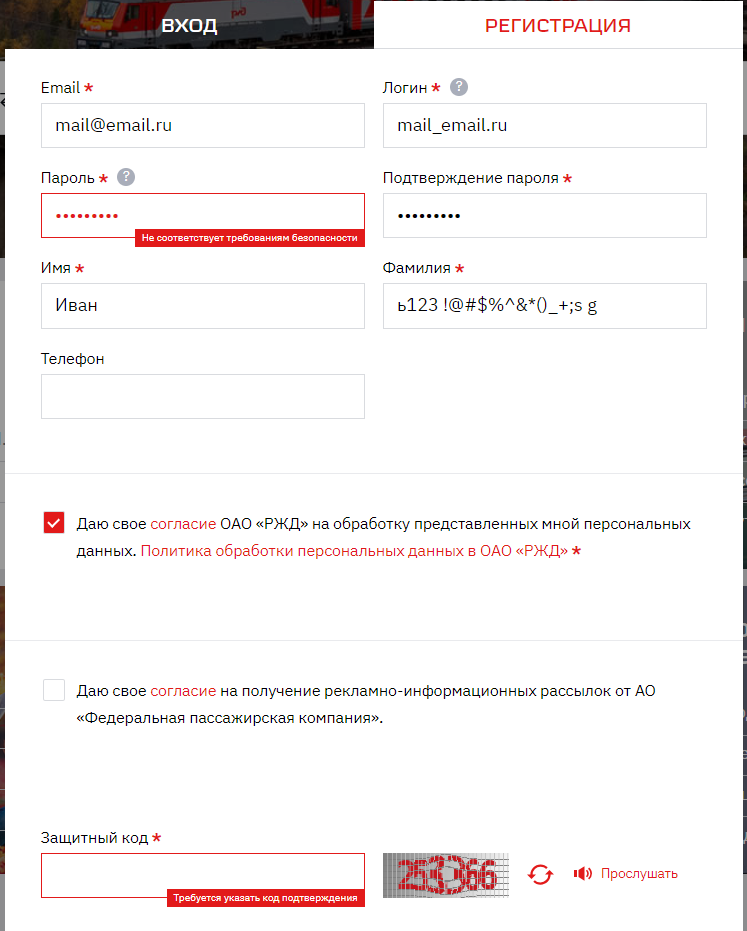 ВХОД
РЕГИСТРАЦИЯ
Email *
Логин * ?
mail@email.ru
mail_email.ru
Пароль * ?
Подтверждение пароля *
•••••••••
•••••••••
Не соответствует требованиям безопасности
Имя *
Фамилия *
Иван
ь123 !@#$%^&*()_+;s g
Телефон
Даю свое согласие ОАО «РЖД» на обработку представленных мной персональных
данных. Политика обработки персональных данных в ОАО «РЖД» *
Даю свое согласие на получение рекламно-информационных рассылок от АО
«Федеральная пассажирская компания».
Защитный код *
Прослушать
Требуется указать код подтверждения